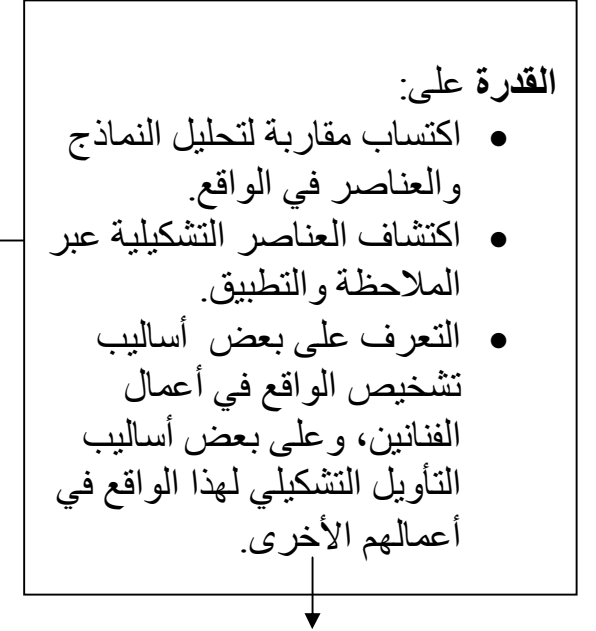 القدرة على:
• اكتساب مقاربة لتحليل النماذج
والعناصر في الواقع.
• اكتشاف العناصر التشكيلية عبر
الملاحظة والتطبيق.
• التعرف على بعض أساليب
تشخيص الواقع في أعمال
الفنانين، وعلى بعض أساليب
التأويل التشكيلي لهذا الواقع في
أعمالهم الأخرى.